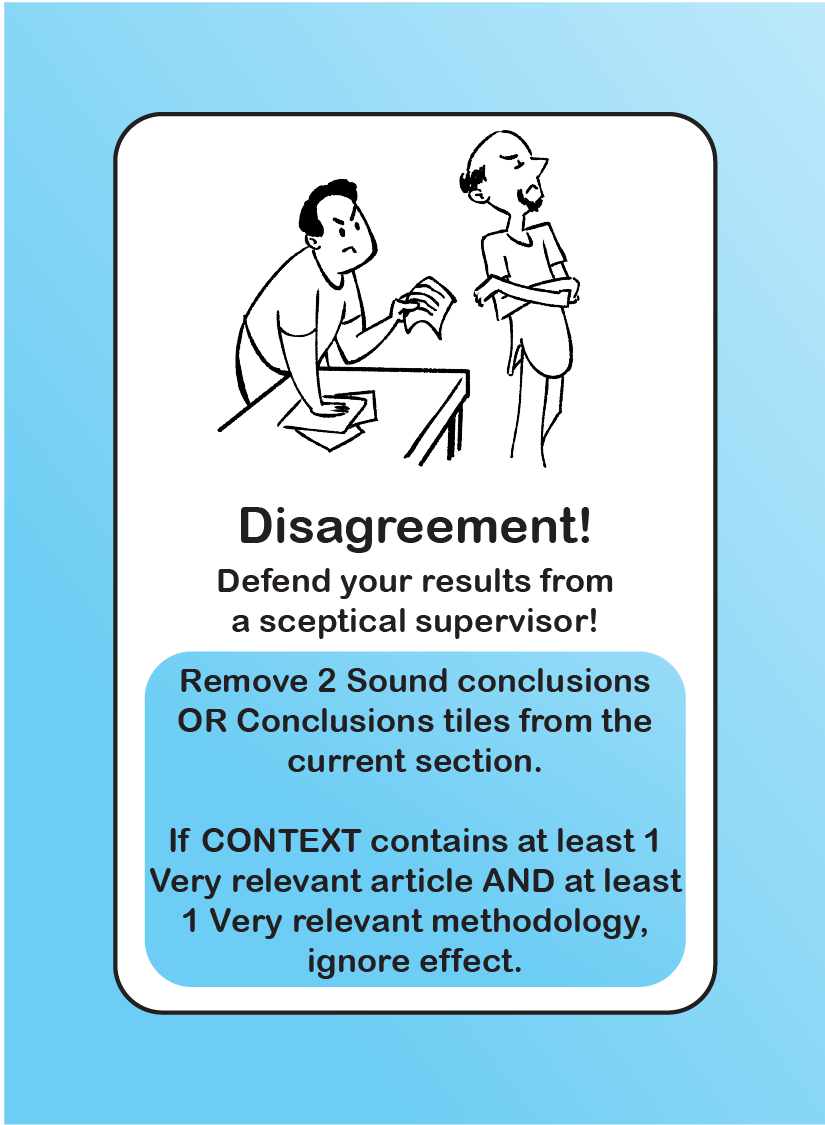 Disagreement!
Defend your results from
a sceptical supervisor!
Remove 2 Sound conclusions
OR Conclusions tiles from the
current section.
If CONTEXT contains at least 1
Very relevant article AND at least
1 Very relevant methodology,
ignore effect.